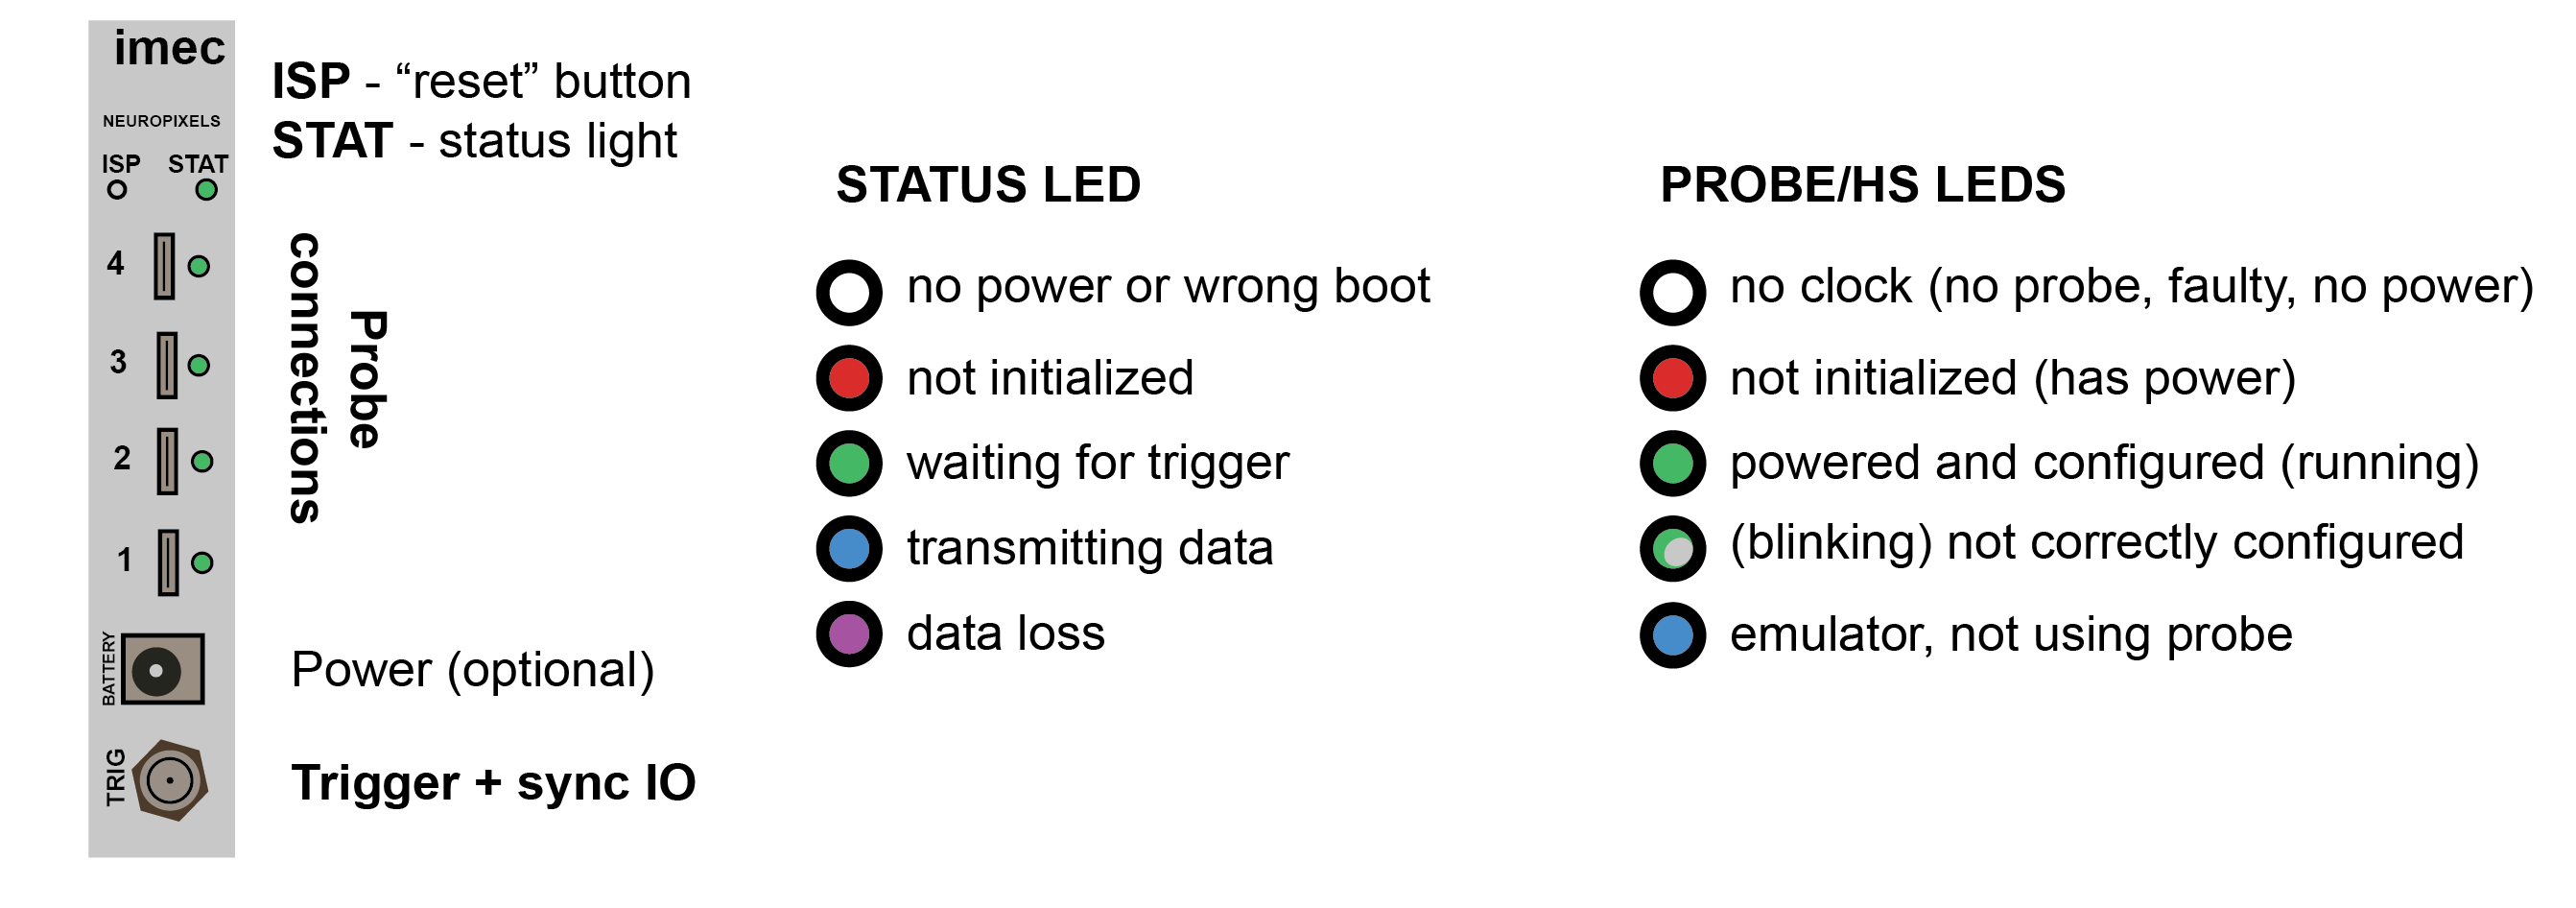 imec
NEUROPIXELS
ISP STAT
4
3
2
1
BATTERY
TRIG
ISP - “reset” button
STAT - status light
Probe
connections
Power (optional)
Trigger + sync IO
STATUS LED
no power or wrong boot
not initialized
waiting for trigger
transmitting data
data loss
PROBE/HS LEDS
no clock (no probe, faulty, no power)
not initialized (has power)
powered and configured (running)
(blinking) not correctly configured
emulator, not using probe